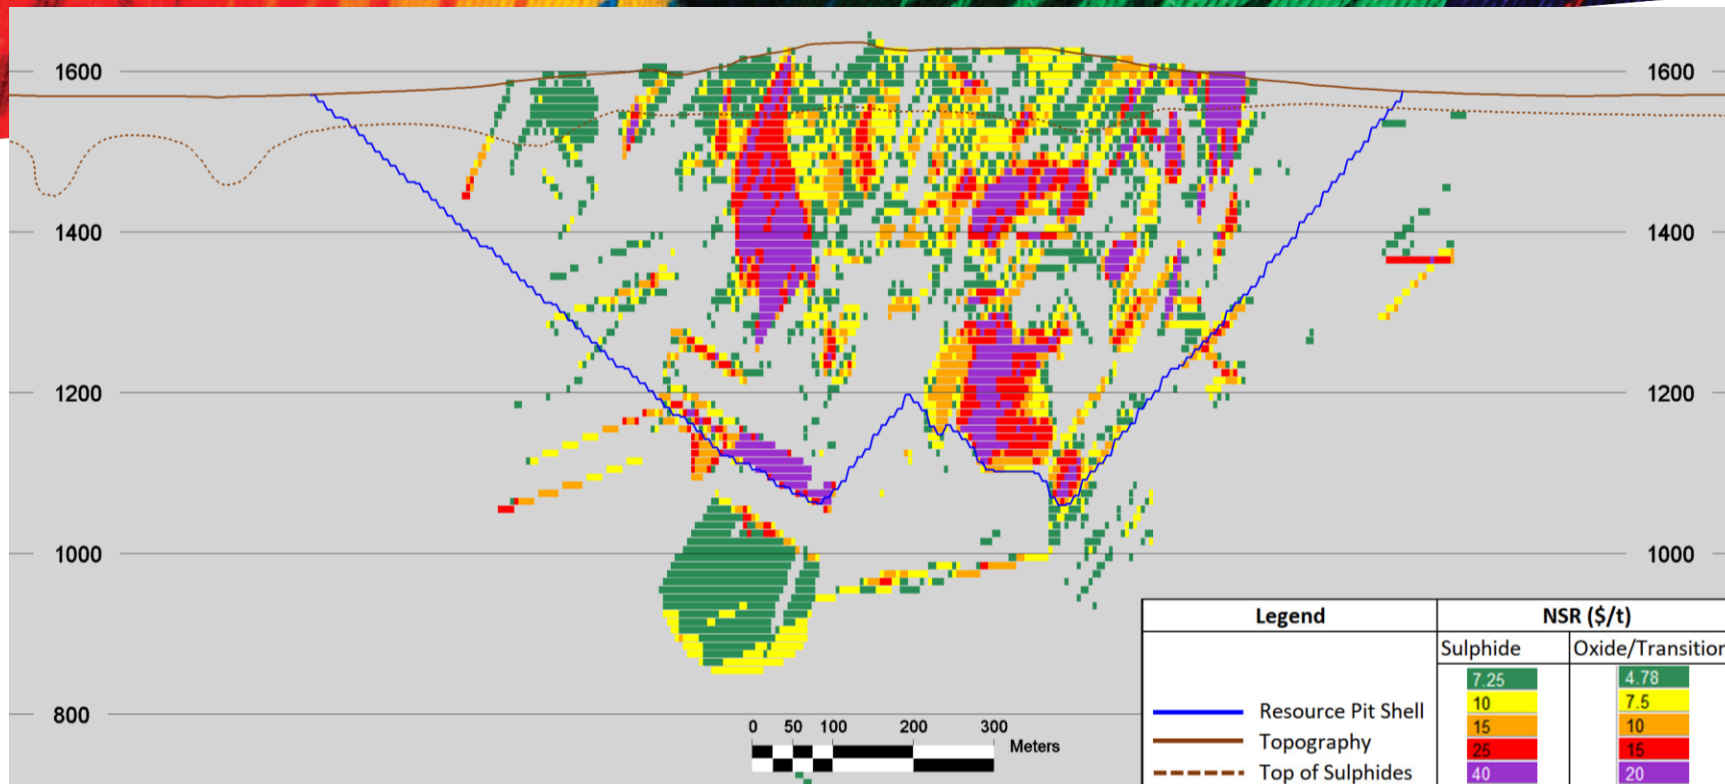 1600 1600
1400 1400
1200 1200
1000 1000
800
0 50 100 200 300
Meters
Legend NSR ($/t)
Sulphide Oxide/Transition
7.25 4.78
10 7.5
Resource Pit Shell 15 10
Topography 25 15
Top of Sulphides 40 20